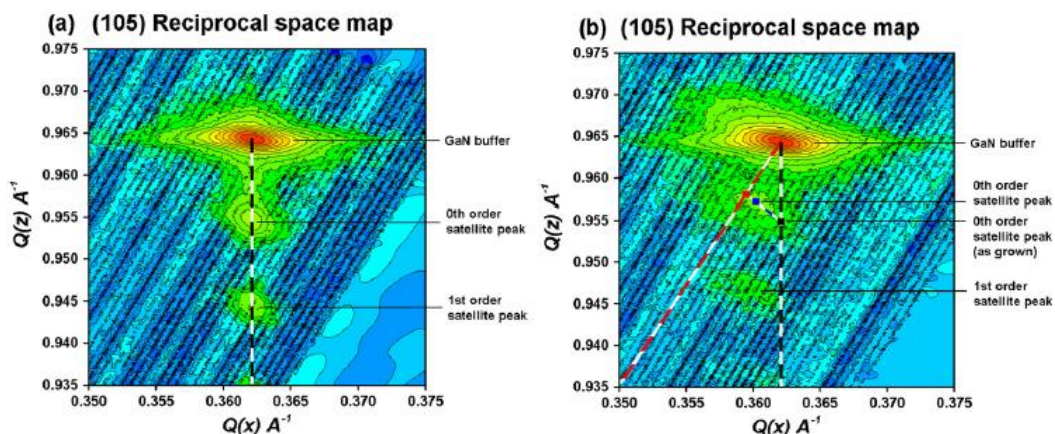 (a) (105) Reciprocal space map
0.975
0.970
0.965
0.960
0.955
0.950
0.945
0.940
0.935
0.350
0.355
0.360
0.365
0.370
0.375
Q(z) A⁻¹
Q(x) A⁻¹
GaN buffer
0th order
satellite peak
1st order
satellite peak
(b) (105) Reciprocal space map
0.975
0.970
0.965
0.960
0.955
0.950
0.945
0.940
0.935
0.350
0.355
0.360
0.365
0.370
0.375
Q(z) A⁻¹
Q(x) A⁻¹
GaN buffer
0th order
satellite peak
0th order
satellite peak
(as grown)
1st order
satellite peak